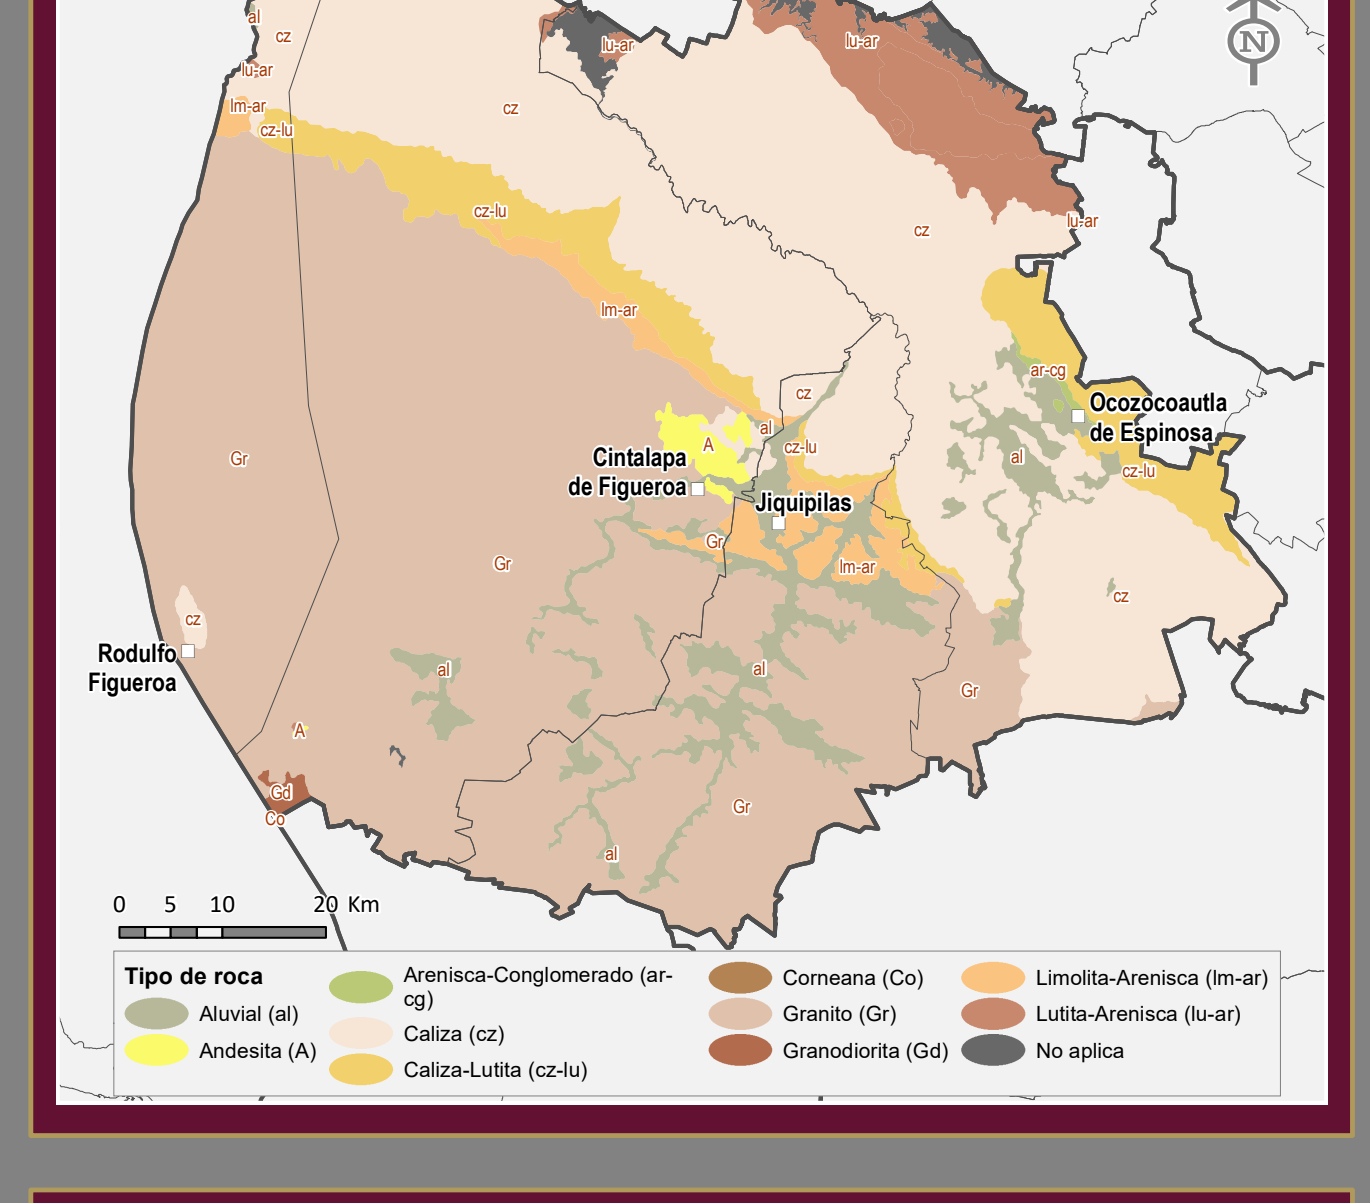 al
cz
N
lu-ar
lu-ar
lu-ar
lm-ar
cz
cz-lu
cz-lu
lu-ar
cz
lm-ar
ar-cg
cz
Ocozocoautla
de Espinosa
al
A
cz-lu
Gr
Cintalapa
de Figueroa
al
cz-lu
Jiquipilas
Gr
Gr
lm-ar
cz
cz
Rodulfo
Figueroa
al
al
Gr
A
Gd
Co
Gr
al
0 5 10 20 Km
Tipo de roca
Aluvial (al)
Andesita (A)
Arenisca-Conglomerado (ar-
cg)
Caliza (cz)
Caliza-Lutita (cz-lu)
Corneana (Co)
Granito (Gr)
Granodiorita (Gd)
Limolita-Arenisca (lm-ar)
Lutita-Arenisca (lu-ar)
No aplica